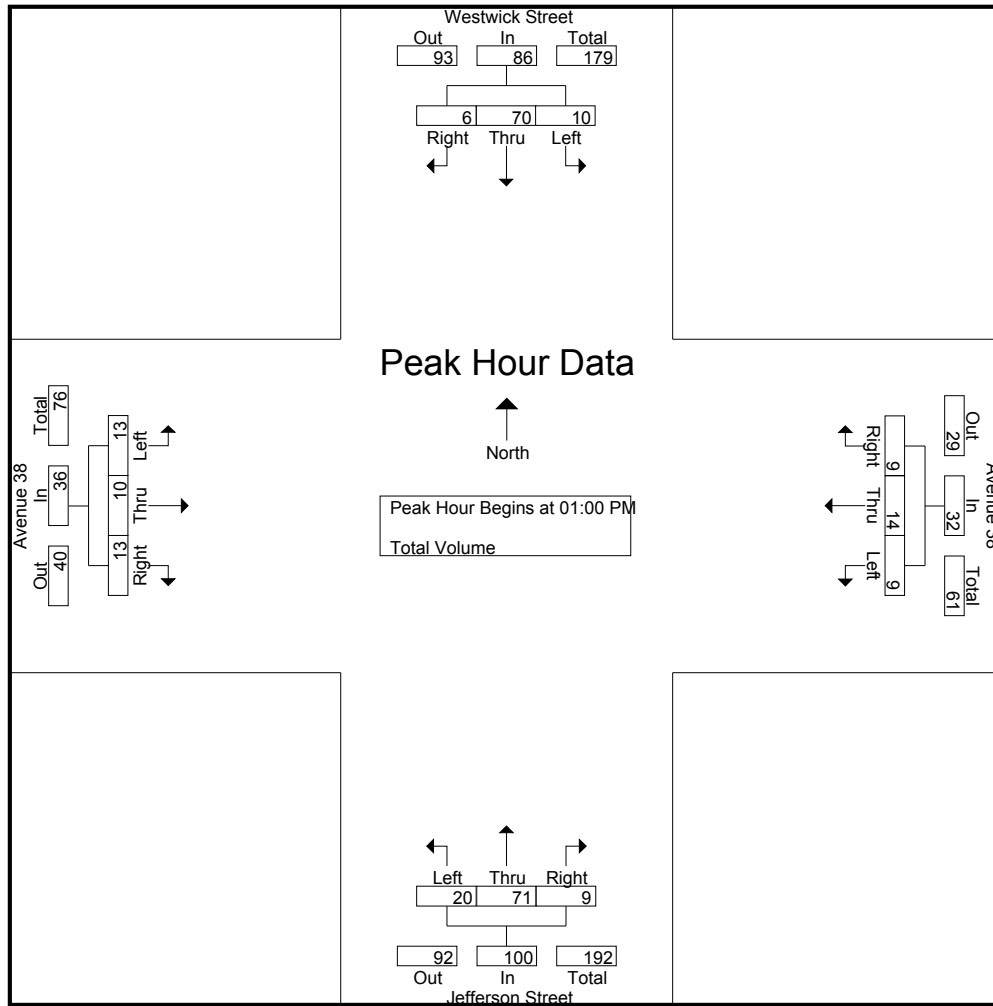 Westwick Street
Out In Total
93 86 179
6 70 10
Right Thru Left
Peak Hour Data
North
Peak Hour Begins at 01:00 PM
Total Volume
Avenue 38
Total In Out
76 36 40
13 10 13
Left Thru Right
Avenue 38
Out In Total
29 32 61
9 14 9
Right Thru Left
Left Thru Right
20 71 9
92 100 192
Out In Total
Jefferson Street